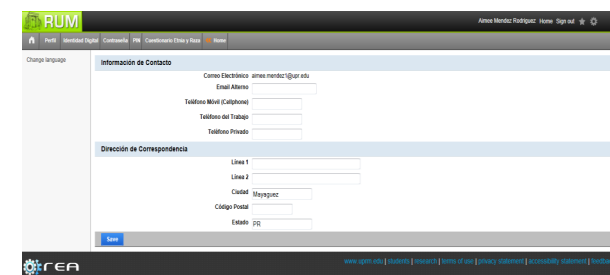 RUM
Aimee Mendez Rodriguez Home Sign out
Perfil Identidad Digital Contraseña PIN Cuestionario Etnia y Raza Home
Change language
Información de Contacto
Correo Electrónico aimee.mendez1@upr.edu
Email Alterno
Teléfono Móvil (Cellphone)
Teléfono del Trabajo
Teléfono Privado
Dirección de Correspondencia
Línea 1
Línea 2
Ciudad Mayaguez
Código Postal
Estado PR
Save
rea
www.uprm.edu | students | research | terms of use | privacy statement | accessibility statement | feedba